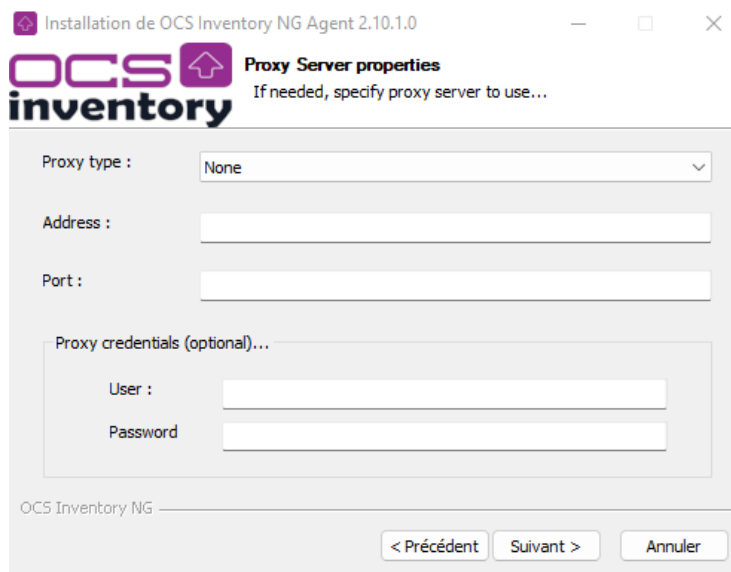 Installation de OCS Inventory NG Agent 2.10.1.0
OCS
inventory
Proxy Server properties
If needed, specify proxy server to use...
Proxy type :
None
Address :
Port :
Proxy credentials (optional)...
User :
Password
OCS Inventory NG
< Précédent
Suivant >
Annuler